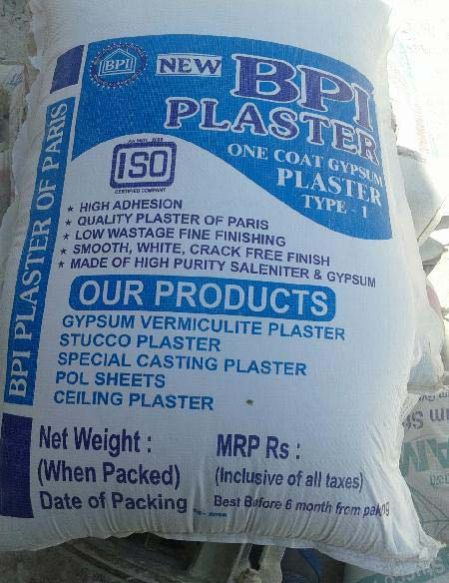 BPI
NEW BPI
PLASTER
ONE COAT GYPSUM
PLASTER
TYPE - 1
ISO
CERTIFIED COMPANY
BPI PLASTER OF PARIS
★ HIGH ADHESION
★ QUALITY PLASTER OF PARIS
★ LOW WASTAGE FINE FINISHING
★ SMOOTH, WHITE, CRACK FREE FINISH
★ MADE OF HIGH PURITY SALENITER & GYPSUM
OUR PRODUCTS
GYPSUM VERMICULITE PLASTER
STUCCO PLASTER
SPECIAL CASTING PLASTER
POL SHEETS
CEILING PLASTER
Net Weight :
(When Packed)
Date of Packing
MRP Rs :
(Inclusive of all taxes)
Best Before 6 month from